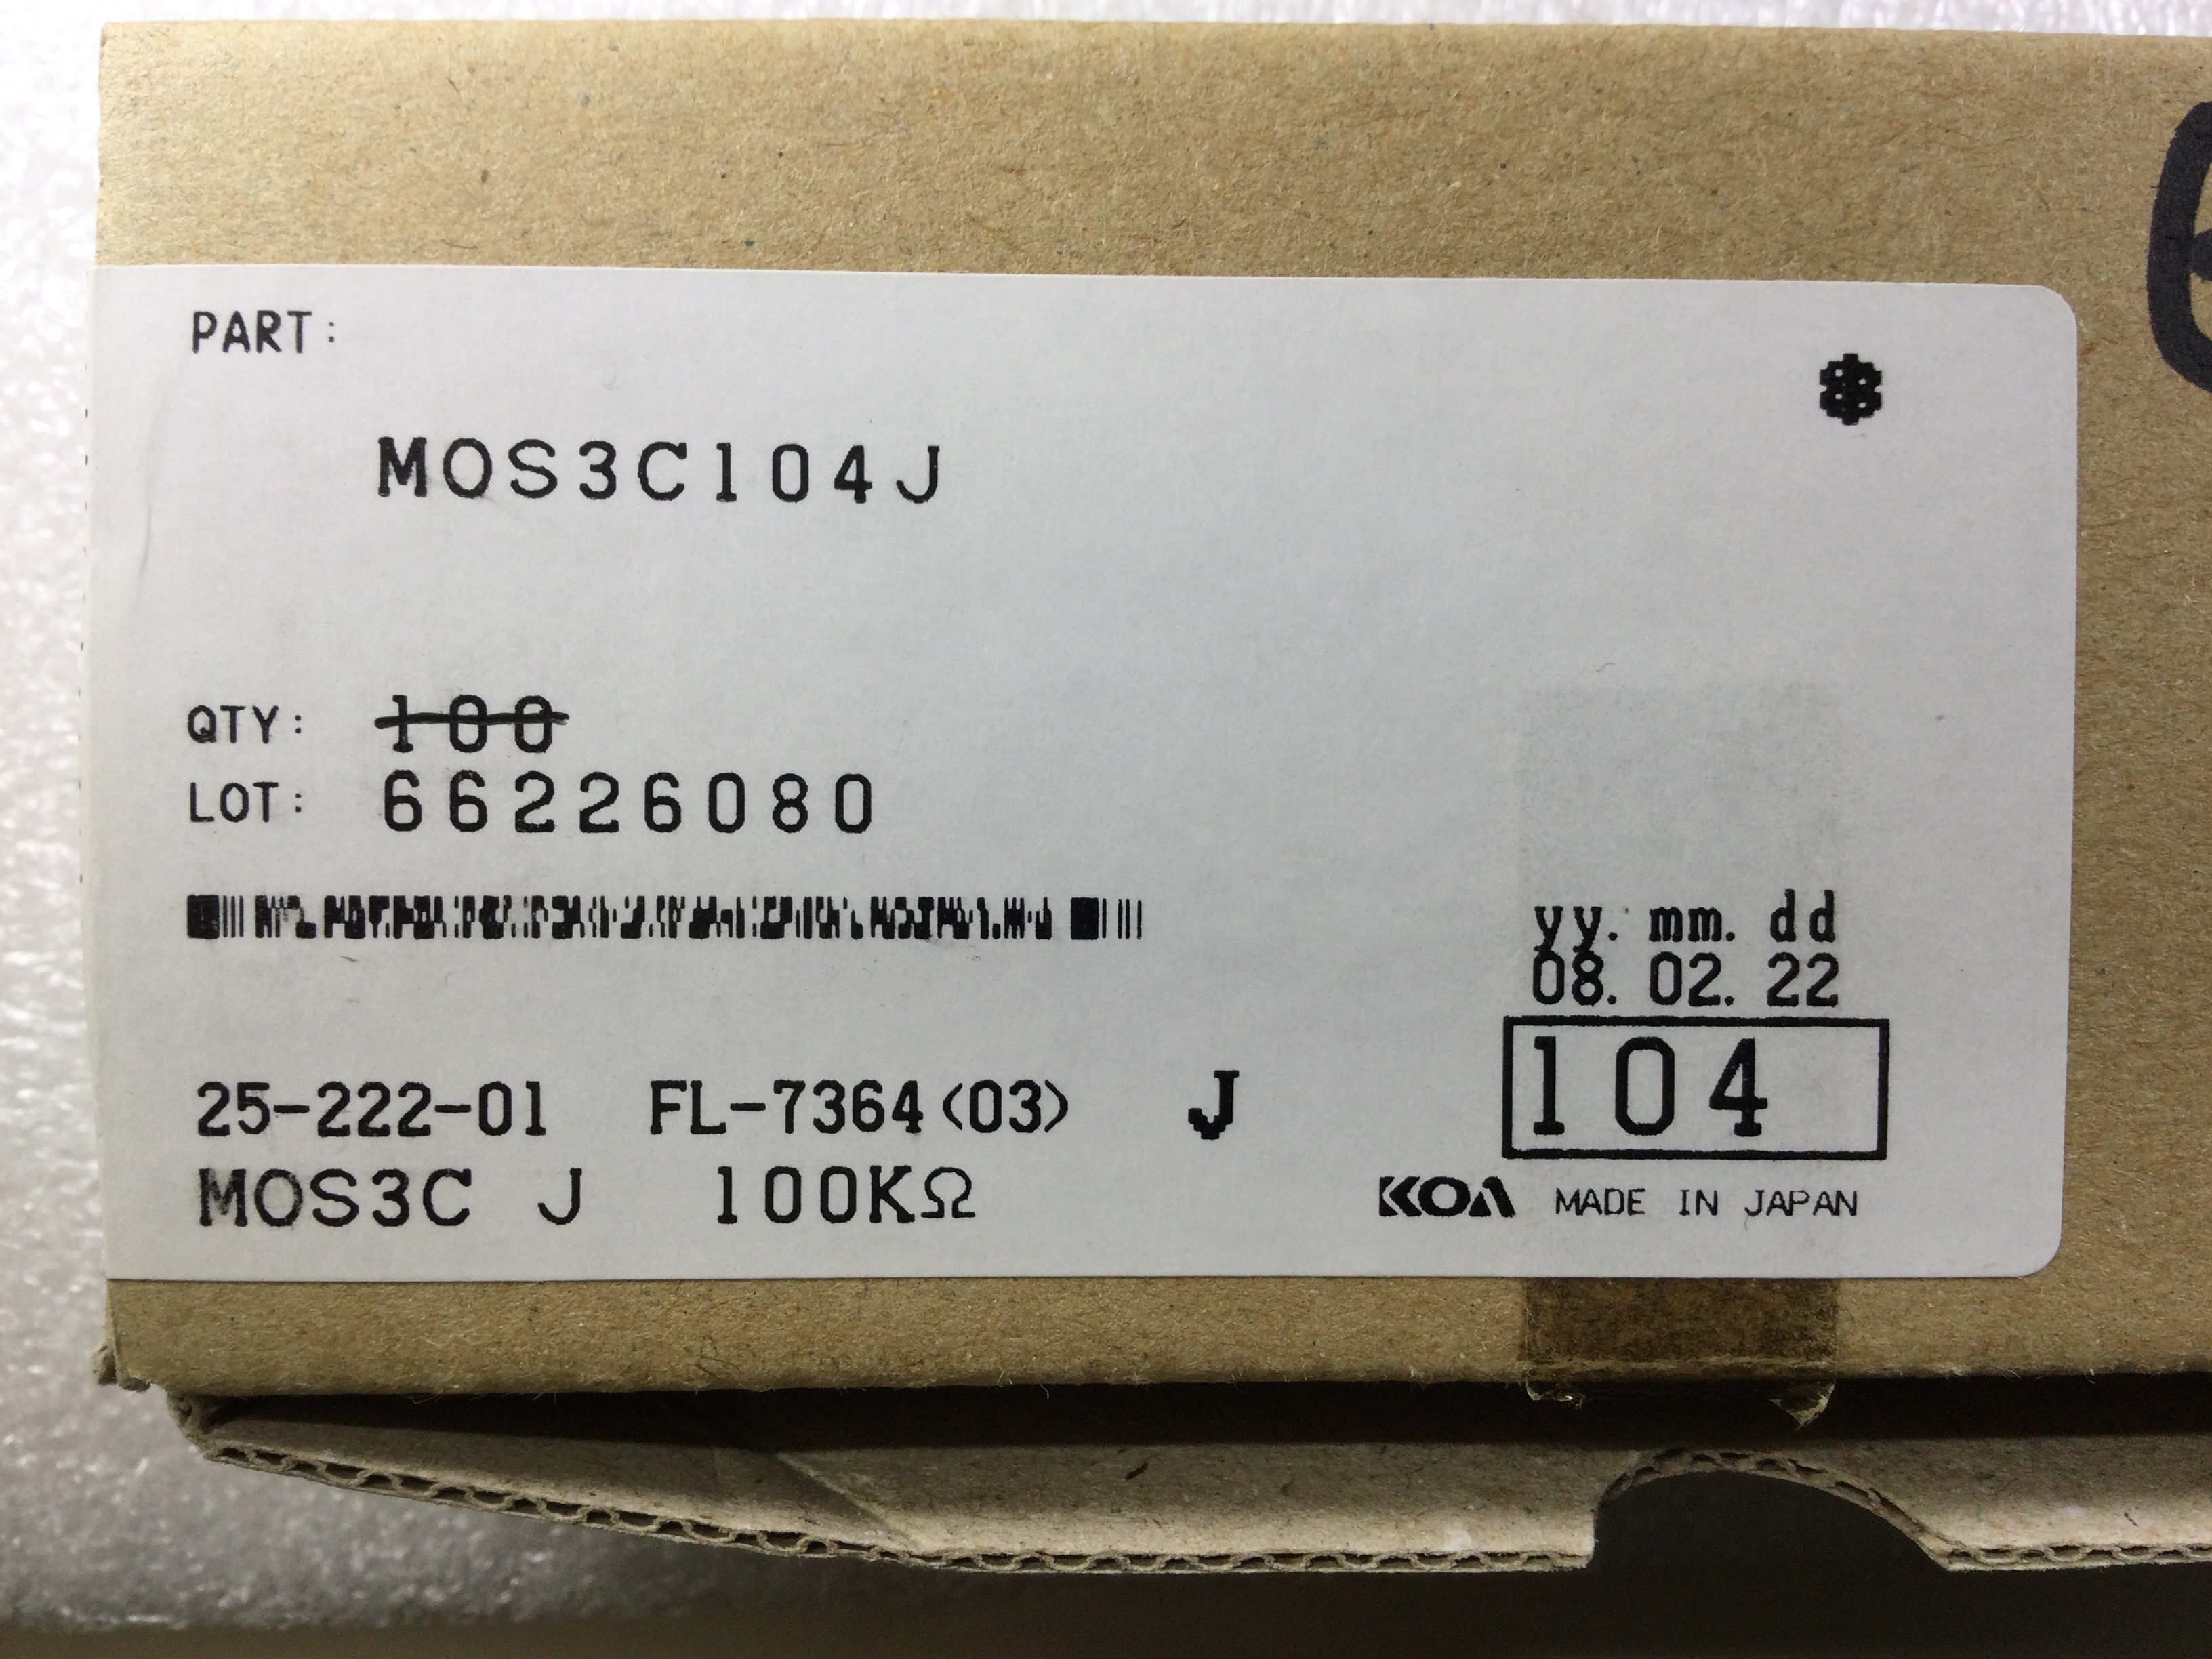 PART:
MOS3C104J
QTY: 100
LOT: 66226080
yy. mm. dd
08. 02. 22
104
25-222-01 FL-7364<03> J
MOS3C J 100KΩ
KOA MADE IN JAPAN